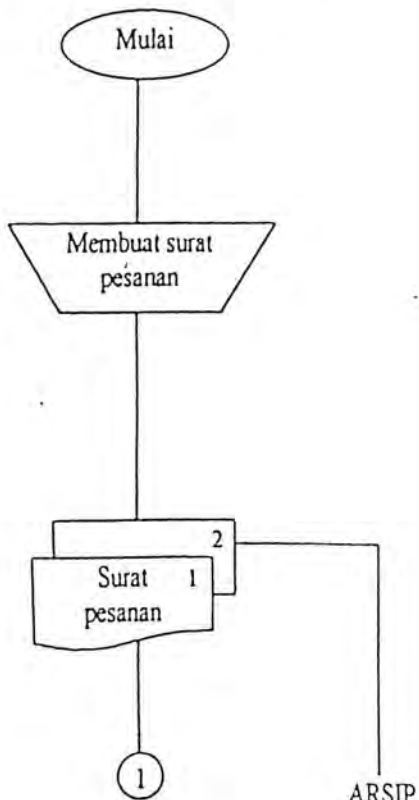 Mulai
Membuat surat
pesanan
2
Surat 1
pesanan
1
ARSIP